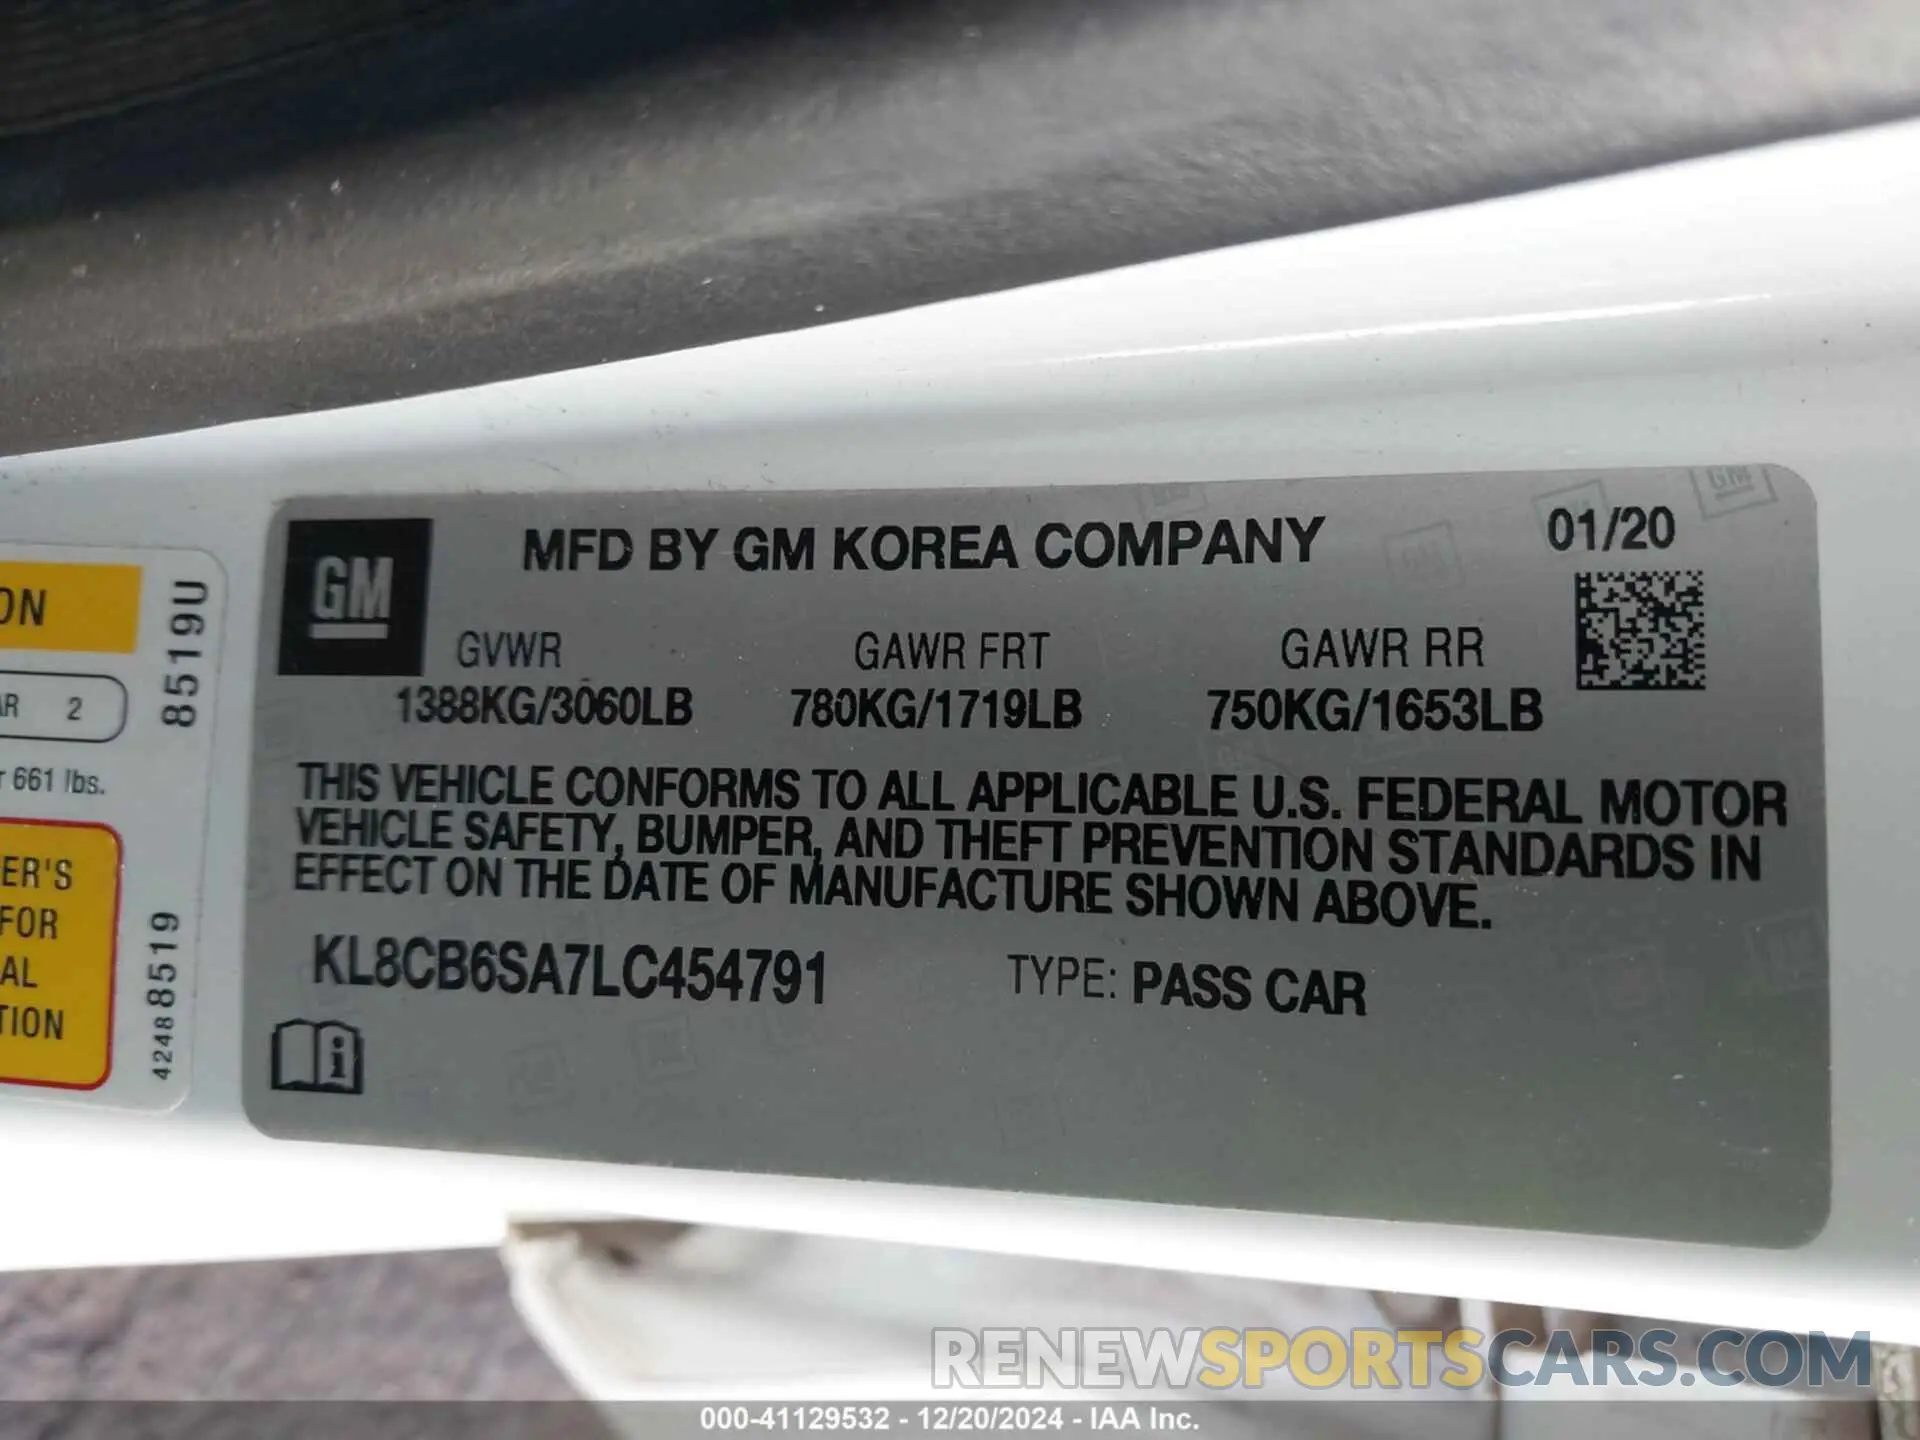 GM
MFD BY GM KOREA COMPANY
01/20
GVWR GAWR FRT GAWR RR
1388KG/3060LB 780KG/1719LB 750KG/1653LB
THIS VEHICLE CONFORMS TO ALL APPLICABLE U.S. FEDERAL MOTOR
VEHICLE SAFETY, BUMPER, AND THEFT PREVENTION STANDARDS IN
EFFECT ON THE DATE OF MANUFACTURE SHOWN ABOVE.
KL8CB6SA7LC454791 TYPE: PASS CAR
ON
AR 2
r 661 lbs.
ER'S
FOR
AL
TION
8519U
42488519
RENEWSPORTSCARS.COM
000-41129532 - 12/20/2024 - IAA Inc.